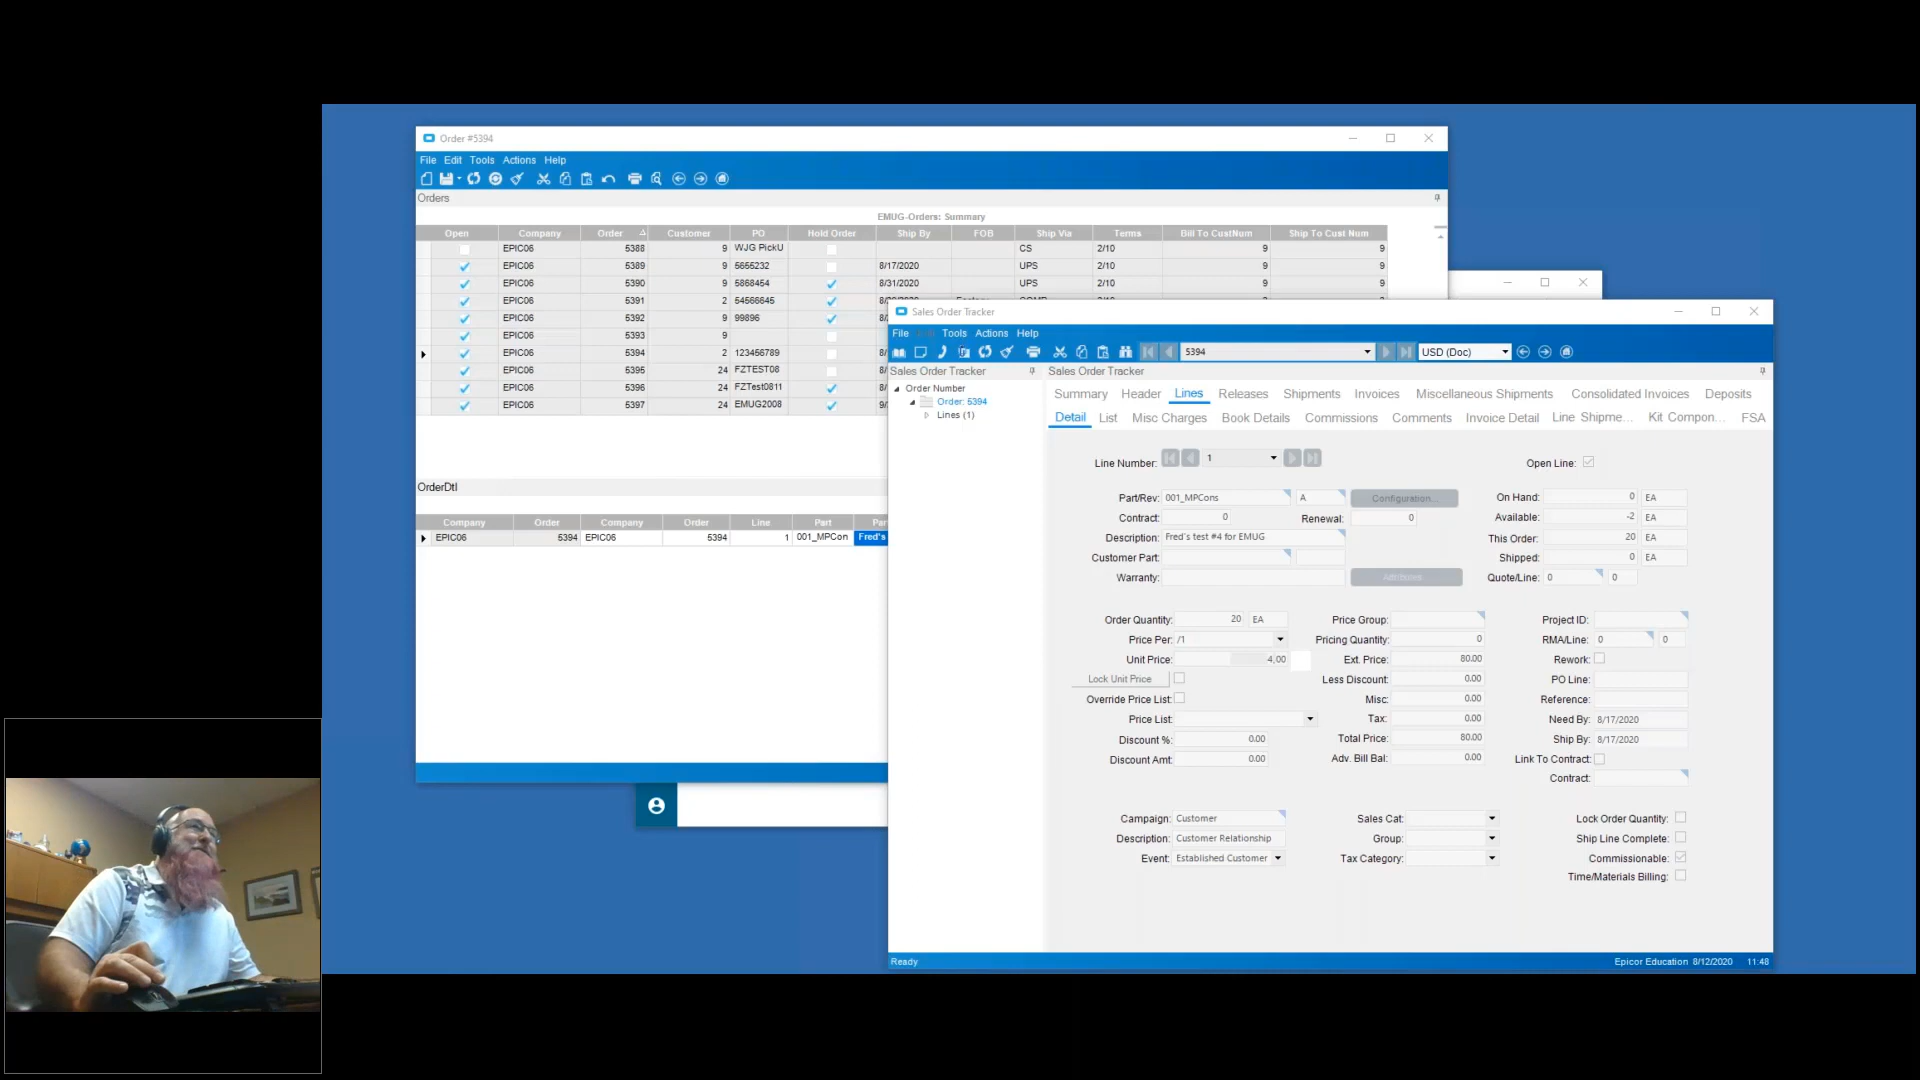 Order #5394
File Edit Tools Actions Help
Orders
EMUG-Orders: Summary
Open Company Order Customer PO Hold Order Ship By FOB Ship Via Terms Bill To CustNum Ship To Cust Num
EPIC06 5388 9 WJG PickU CS 2/10 9 9
EPIC06 5389 9 5655232 8/17/2020 UPS 2/10 9 9
EPIC06 5390 9 5868454 8/31/2020 UPS 2/10 9 9
EPIC06 5391 2 54566645
EPIC06 5392 9 99896 8/
EPIC06 5393 9
EPIC06 5394 2 123456789 8/
EPIC06 5395 24 FZTEST08 8/
EPIC06 5396 24 FZTest0811 8/
EPIC06 5397 24 EMUG2008 9/
OrderDtl
Company Order Company Order Line Part
EPIC06 5394 EPIC06 5394 1 001_MPCon Fred's
Sales Order Tracker
File Tools Actions Help
5394 USD (Doc)
Sales Order Tracker
Order Number
Order: 5394
Lines (1)
Sales Order Tracker
Summary Header Lines Releases Shipments Invoices Miscellaneous Shipments Consolidated Invoices Deposits
Detail List Misc Charges Book Details Commissions Comments Invoice Detail Line Shipme... Kit Compon... FSA
Line Number: 1 Open Line:
Part/Rev: 001_MPCons A Configuration... On Hand: 0 EA
Contract: 0 Renewal: 0 Available: -2 EA
Description: Fred's test #4 for EMUG This Order: 20 EA
Customer Part: Shipped: 0 EA
Warranty: Attributes... Quote/Line: 0 0
Order Quantity: 20 EA Price Group: Project ID:
Price Per: /1 Pricing Quantity: 0 RMA/Line: 0 0
Unit Price: 4.00 Ext. Price: 80.00 Rework:
Lock Unit Price Less Discount: 0.00 PO Line:
Override Price List: Misc: 0.00 Reference:
Price List: Tax: 0.00 Need By: 8/17/2020
Discount %: 0.00 Total Price: 80.00 Ship By: 8/17/2020
Discount Amt: 0.00 Adv. Bill Bal: 0.00 Link To Contract:
Contract:
Campaign: Customer Sales Cat: Lock Order Quantity:
Description: Customer Relationship Group: Ship Line Complete:
Event: Established Customer Tax Category: Commissionable:
Time/Materials Billing:
Ready Epicor Education 8/12/2020 11:48